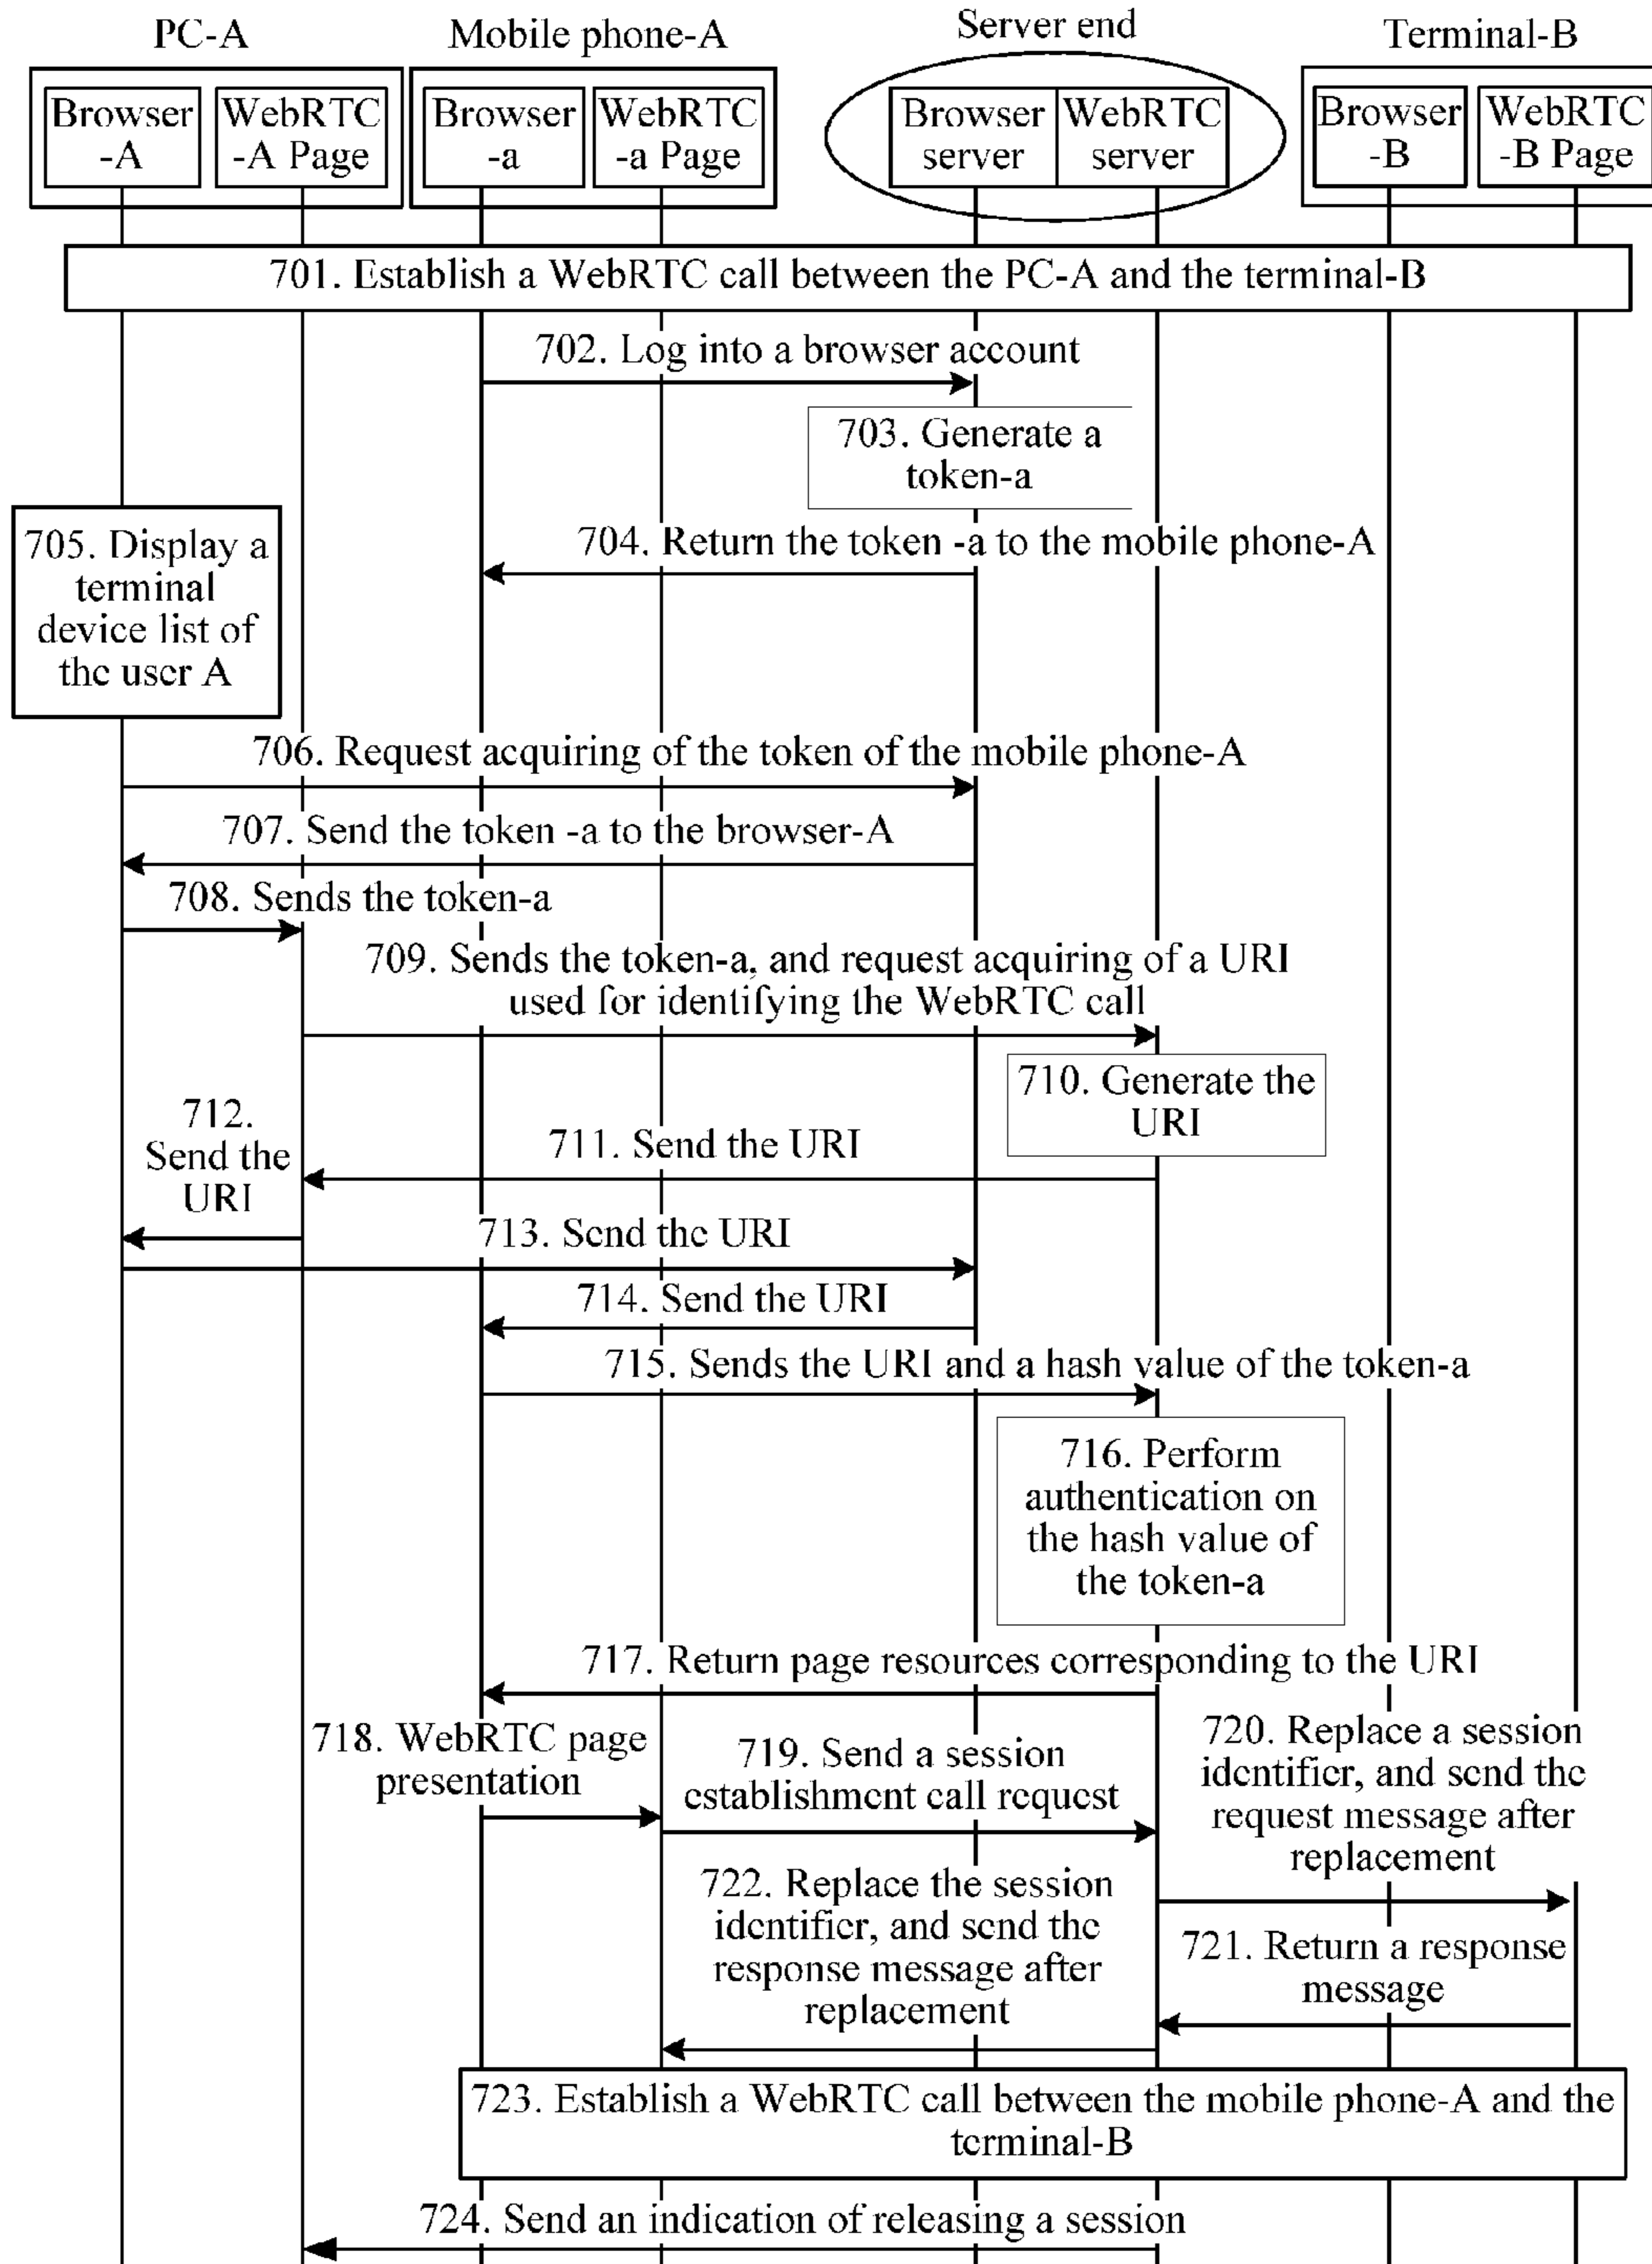 PC-A
Mobile phone-A
Server end
Terminal-B
Browser
-A
WebRTC
-A Page
Browser
-a
WebRTC
-a Page
Browser
server
WebRTC
server
Browser
-B
WebRTC
-B Page
701. Establish a WebRTC call between the PC-A and the terminal-B
702. Log into a browser account
703. Generate a
token-a
704. Return the token -a to the mobile phone-A
705. Display a
terminal
device list of
the user A
706. Request acquiring of the token of the mobile phone-A
707. Send the token -a to the browser-A
708. Sends the token-a
709. Sends the token-a, and request acquiring of a URI
used for identifying the WebRTC call
710. Generate the
URI
711. Send the URI
712.
Send the
URI
713. Send the URI
714. Send the URI
715. Sends the URI and a hash value of the token-a
716. Perform
authentication on
the hash value of
the token-a
717. Return page resources corresponding to the URI
718. WebRTC page
presentation
719. Send a session
establishment call request
720. Replace a session
identifier, and send the
request message after
replacement
721. Return a response
message
722. Replace the session
identifier, and send the
response message after
replacement
723. Establish a WebRTC call between the mobile phone-A and the
terminal-B
724. Send an indication of releasing a session